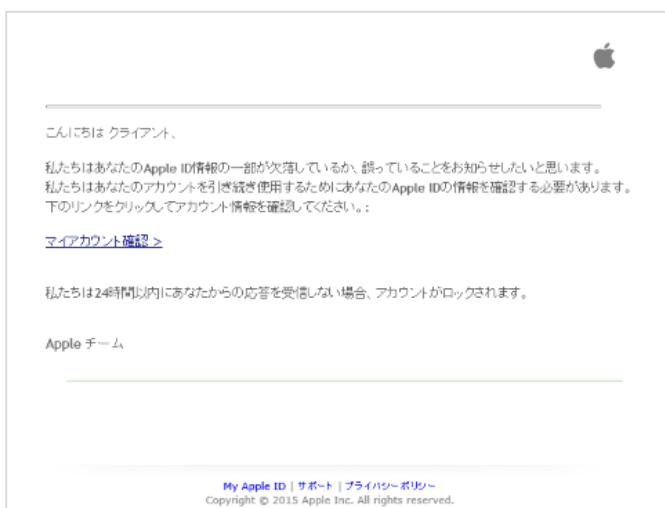 こんにちは クライアント、
私たちはあなたのApple ID情報の一部が欠落しているか、誤っていることをお知らせしたいと思います。
私たちはあなたのアカウントを引き続き使用するためにあなたのApple IDの情報を確認する必要があります。
下のリンクをクリックしてアカウント情報を確認してください。:
マイアカウント確認 >
私たちは24時間以内にあなたからの応答を受信しない場合、アカウントがロックされます。
Apple チーム
My Apple ID | サポート | プライバシーポリシー
Copyright © 2015 Apple Inc. All rights reserved.